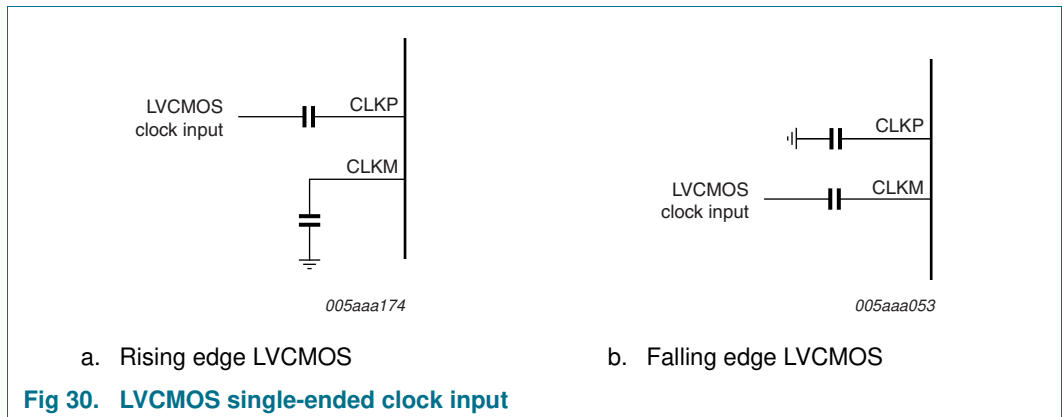 LVCMOS
clock input
CLKP
CLKM
005aaa174
a. Rising edge LVCMOS
CLKP
LVCMOS
clock input
CLKM
005aaa053
b. Falling edge LVCMOS
Fig 30. LVCMOS single-ended clock input